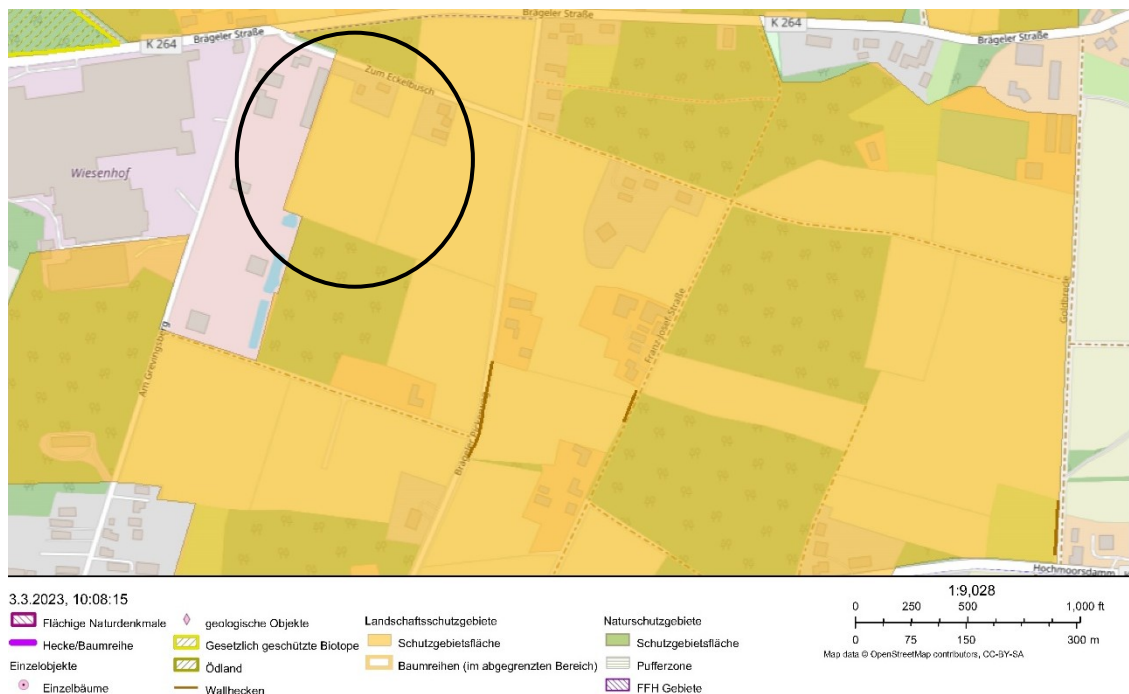 Brägeler Straße
K 264
Brägeler Straße
K 264
Brägeler Straße
Zum Eckelbusch
Wiesenhof
Franz-Josef-Straße
Goldbrede
Am Grevingsberg
Brägeler Pickerweg
Hochmoorsdamm
3.3.2023, 10:08:15
Flächige Naturdenkmale
Hecke/Baumreihe
Einzelobjekte
Einzelbäume
geologische Objekte
Gesetzlich geschützte Biotope
Ödland
Wallhecken
Landschaftsschutzgebiete
Schutzgebietsfläche
Baumreihen (im abgegrenzten Bereich)
Naturschutzgebiete
Schutzgebietsfläche
Pufferzone
FFH Gebiete
1:9,028
0 250 500 1,000 ft
0 75 150 300 m
Map data © OpenStreetMap contributors, CC-BY-SA